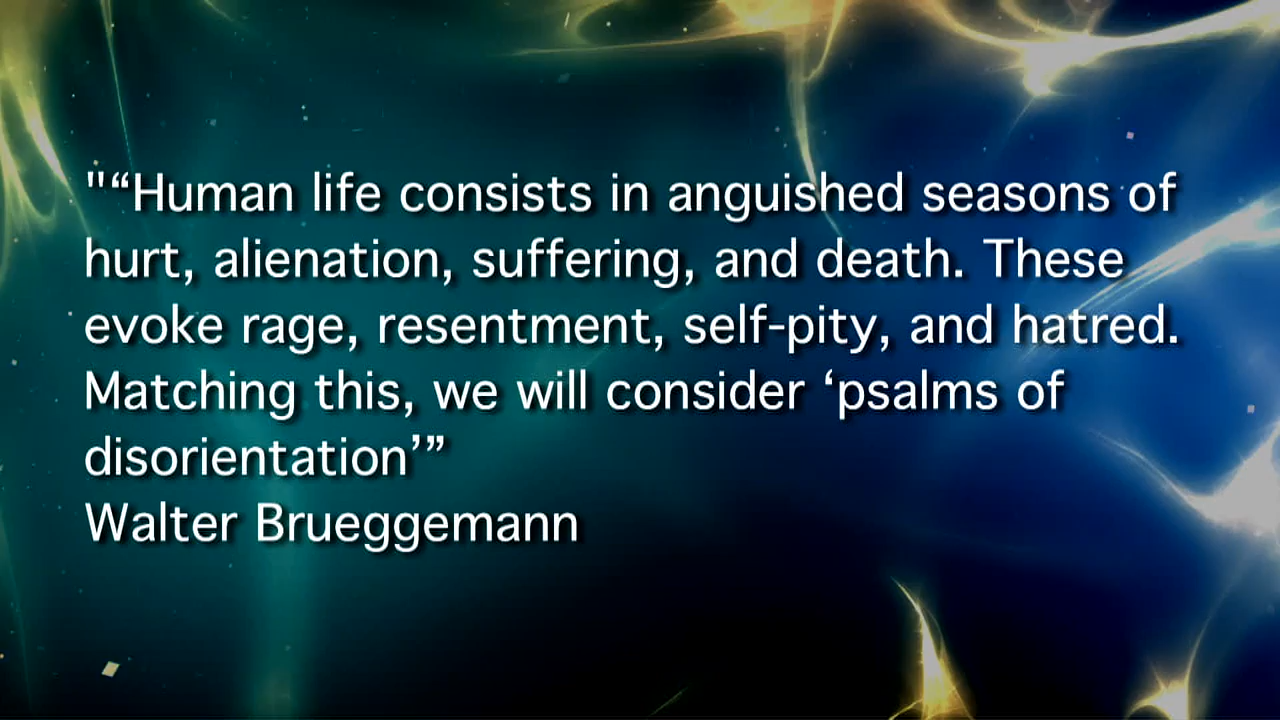 "“Human life consists in anguished seasons of
hurt, alienation, suffering, and death. These
evoke rage, resentment, self-pity, and hatred.
Matching this, we will consider ‘psalms of
disorientation’”
Walter Brueggemann